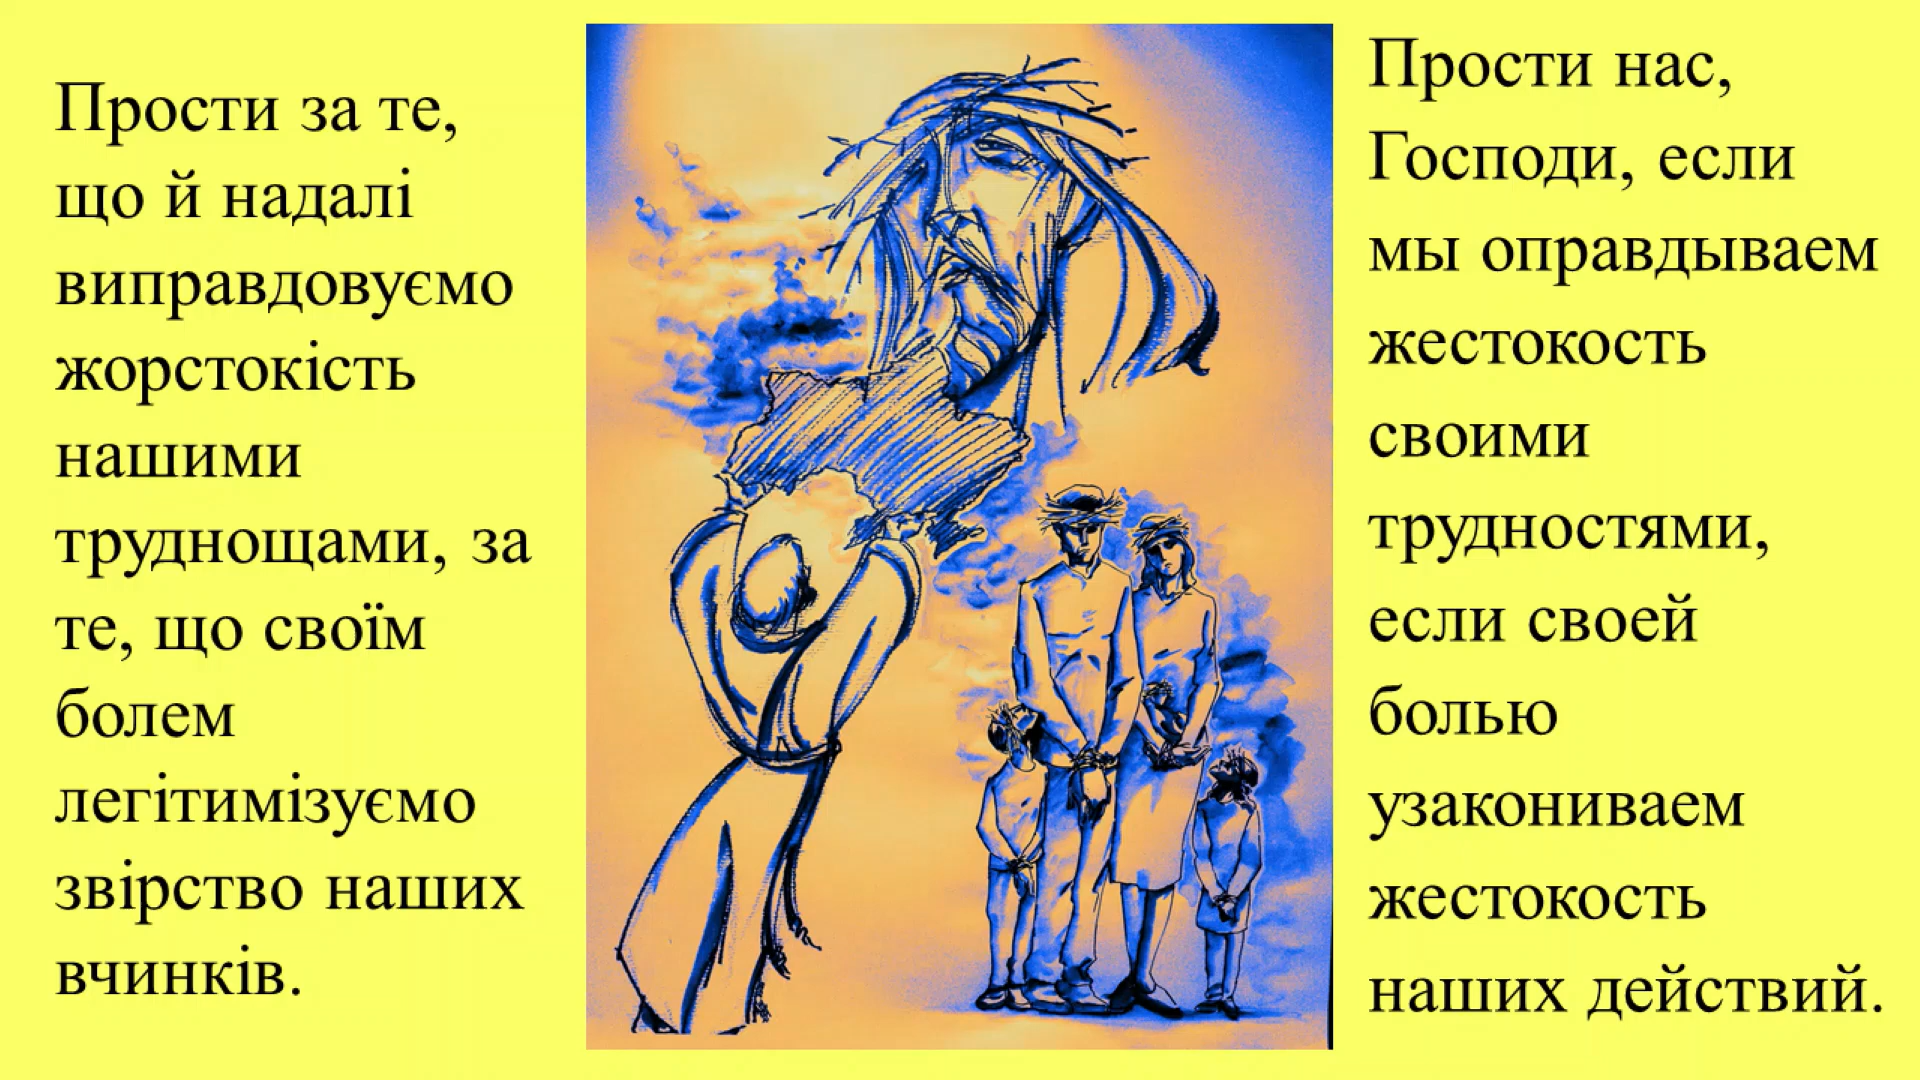 Прости за те,
що й надалі
виправдовуємо
жорстокість
нашими
труднощами, за
те, що своїм
болем
легітимізуємо
звірство наших
вчинків.
Прости нас,
Господи, если
мы оправдываем
жестокость
своими
трудностями,
если своей
болью
узакониваем
жестокость
наших действий.